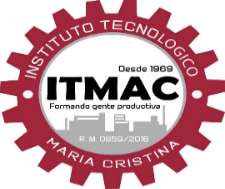 INSTITUTO TECNOLOGICO
Desde 1969
ITMAC
Formando gente productiva
R. M. 0859/2016
MARIA CRISTINA